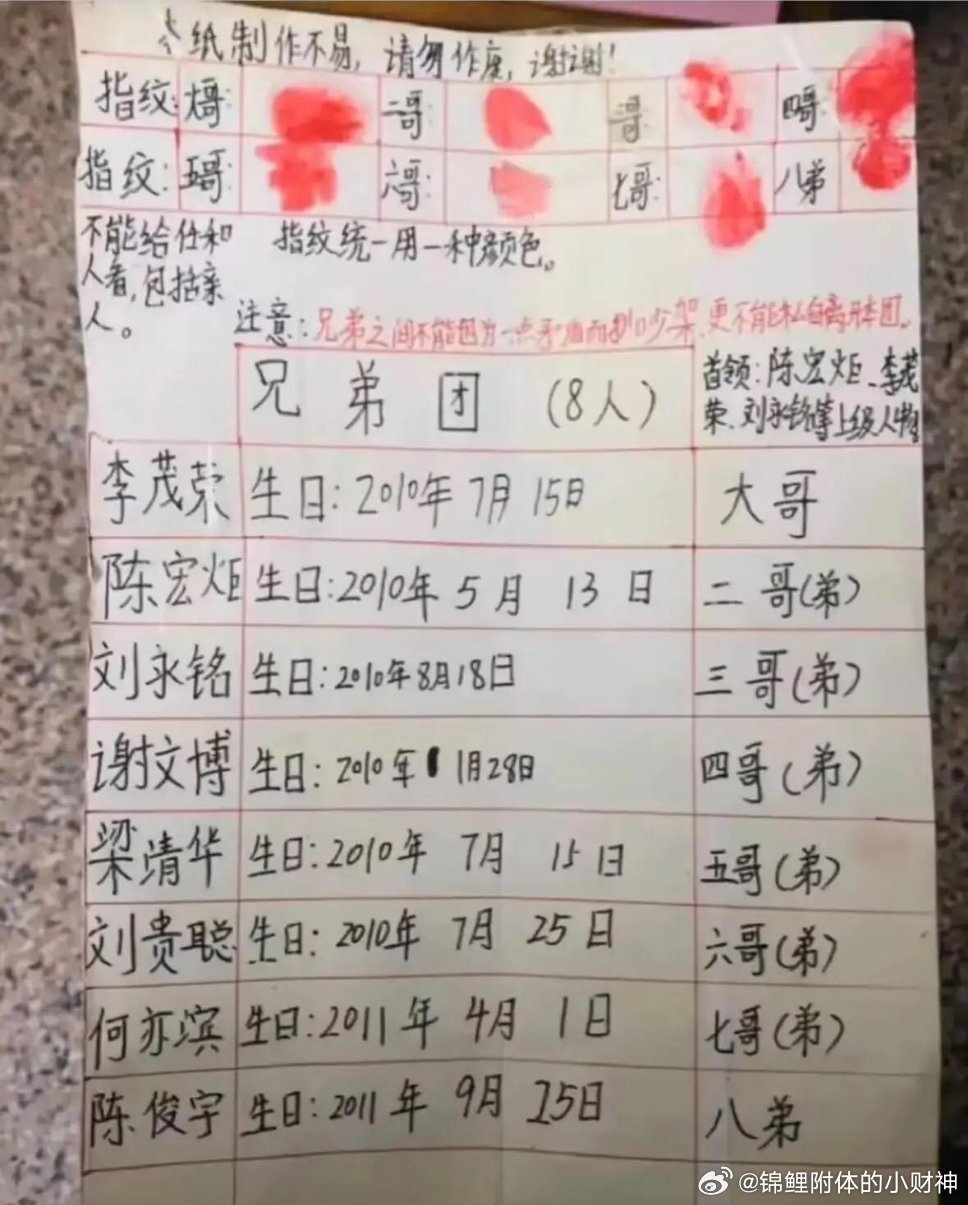 本纸制作不易，请勿作废，谢谢！
指纹: 大哥: 二哥: 三哥: 四哥:
指纹: 五哥: 六哥: 七哥: 八弟
不能给任和
人看，包括亲
人。
指纹统一用一种颜色。
注意：兄弟之间不能因为一点矛盾而打吵架，更不能私自离开本团。
兄弟团（8人）
首领：陈宏炬、李茂
荣、刘永铭等上级人物
李茂荣 生日：2010年7月15日 大哥
陈宏炬 生日：2010年5月13日 二哥(弟)
刘永铭 生日：2010年8月18日 三哥(弟)
谢文博 生日：2010年1月28日 四哥(弟)
梁清华 生日：2010年7月15日 五哥(弟)
刘贵聪 生日：2010年7月25日 六哥(弟)
何亦滨 生日：2011年4月1日 七哥(弟)
陈俊宇 生日：2011年9月25日 八弟
@锦鲤附体的小财神